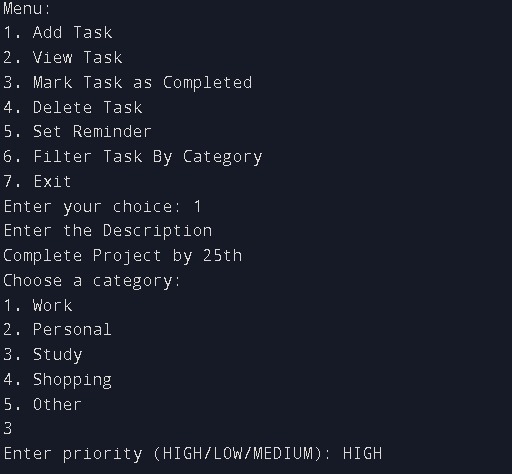 Menu:
1. Add Task
2. View Task
3. Mark Task as Completed
4. Delete Task
5. Set Reminder
6. Filter Task By Category
7. Exit
Enter your choice: 1
Enter the Description
Complete Project by 25th
Choose a category:
1. Work
2. Personal
3. Study
4. Shopping
5. Other
3
Enter priority (HIGH/LOW/MEDIUM): HIGH